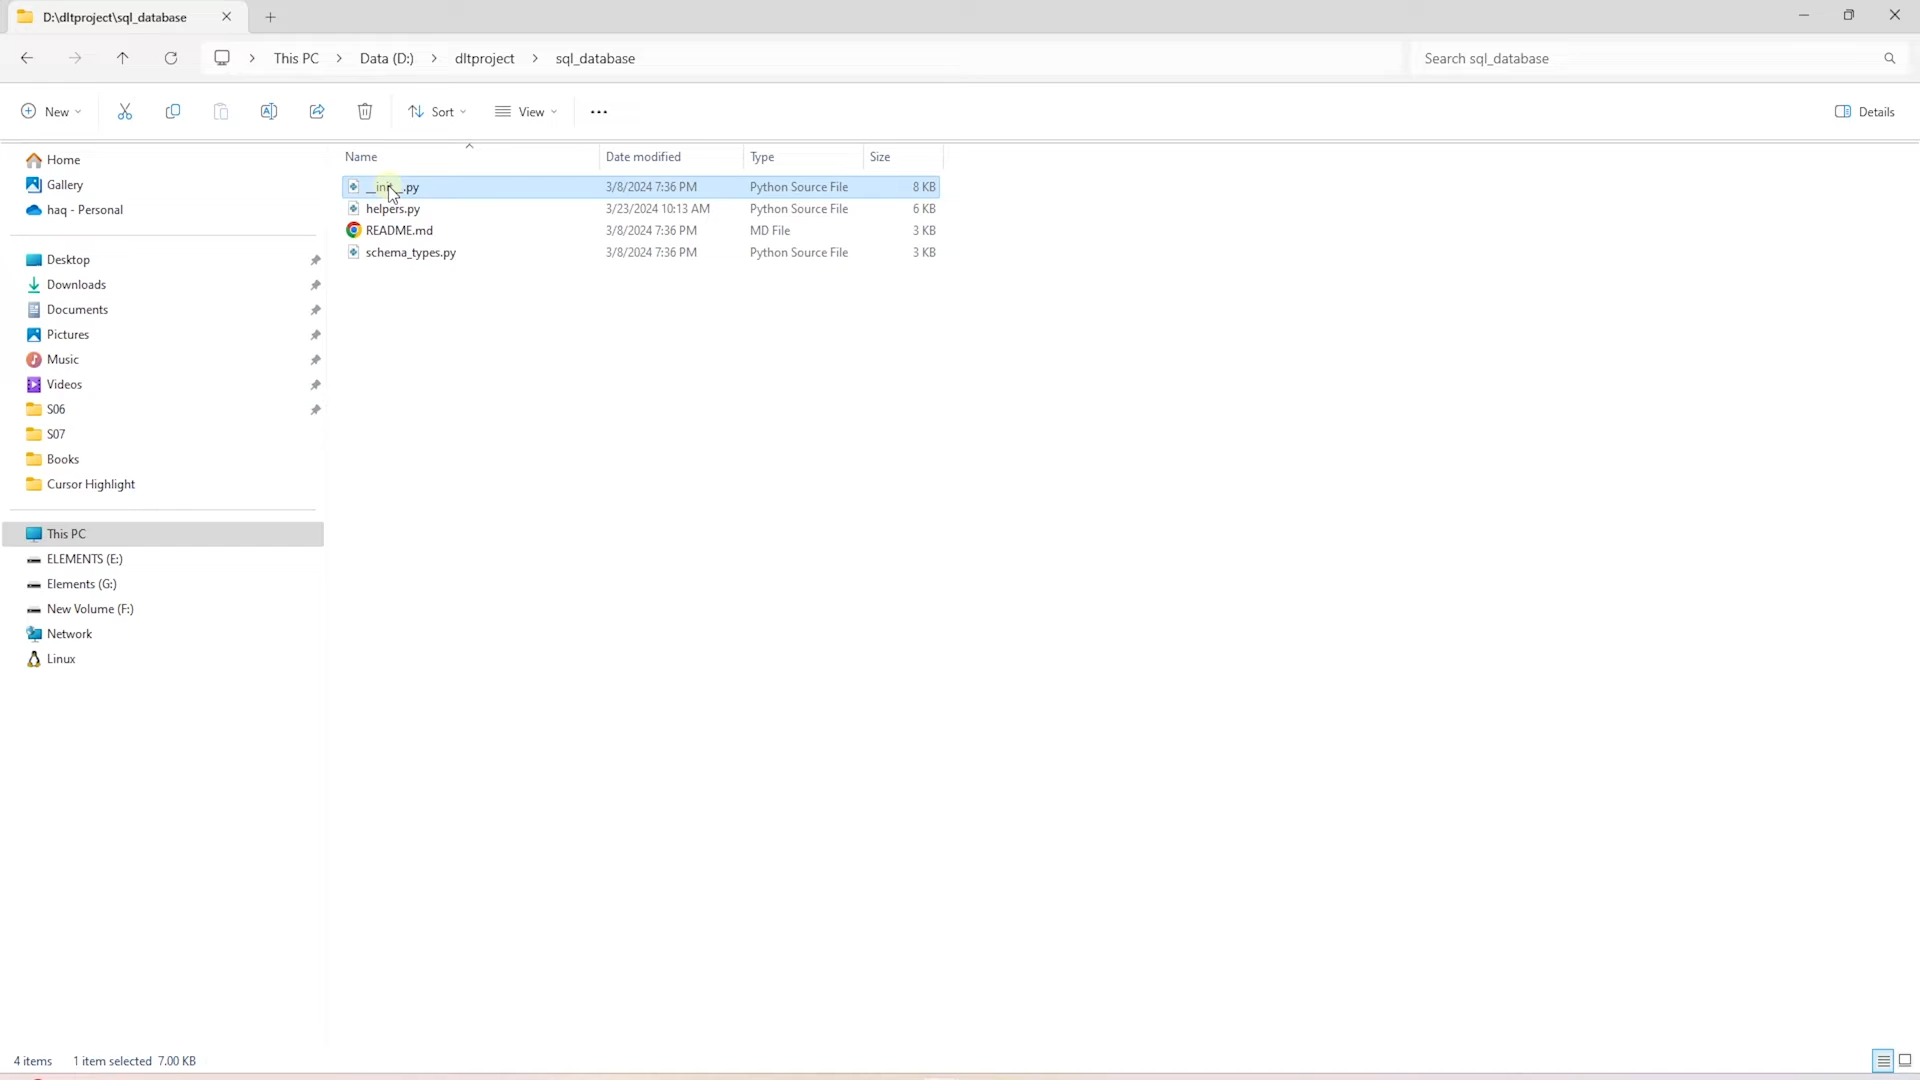 D:\dltproject\sql_database
This PC > Data (D:) > dltproject > sql_database
Search sql_database
New
Sort
View
Details
Name Date modified Type Size
__init__.py 3/8/2024 7:36 PM Python Source File 8 KB
helpers.py 3/23/2024 10:13 AM Python Source File 6 KB
README.md 3/8/2024 7:36 PM MD File 3 KB
schema_types.py 3/8/2024 7:36 PM Python Source File 3 KB
Home
Gallery
haq - Personal
Desktop
Downloads
Documents
Pictures
Music
Videos
S06
S07
Books
Cursor Highlight
This PC
ELEMENTS (E:)
Elements (G:)
New Volume (F:)
Network
Linux
4 items 1 item selected 7.00 KB